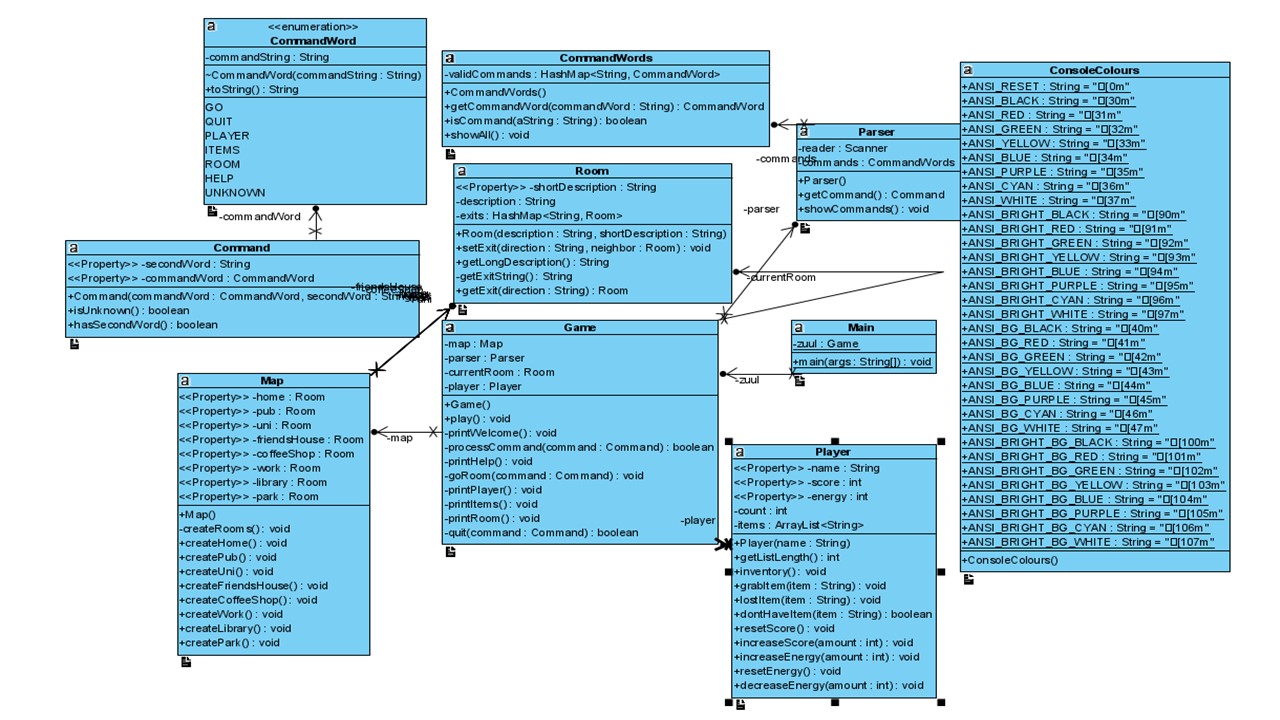 <<enumeration>>
CommandWord
-commandString : String
~CommandWord(commandString : String)
+toString() : String
GO
QUIT
PLAYER
ITEMS
ROOM
HELP
UNKNOWN
-commandWord
CommandWords
-validCommands : HashMap<String, CommandWord>
+CommandWords()
+getCommandWord(commandWord : String) : CommandWord
+isCommand(aString : String) : boolean
+showAll() : void
-commands
Parser
-reader : Scanner
-commands : CommandWords
+Parser()
+getCommand() : Command
+showCommands() : void
-parser
Room
<<Property>> -shortDescription : String
-description : String
-exits : HashMap<String, Room>
+Room(description : String, shortDescription : String)
+setExit(direction : String, neighbor : Room) : void
+getLongDescription() : String
-getExitString() : String
+getExit(direction : String) : Room
-currentRoom
Command
<<Property>> -secondWord : String
<<Property>> -commandWord : CommandWord
+Command(commandWord : CommandWord, secondWord : String)
+isUnknown() : boolean
+hasSecondWord() : boolean
-friendsHouse
Game
-map : Map
-parser : Parser
-currentRoom : Room
-player : Player
+Game()
+play() : void
-printWelcome() : void
-processCommand(command : Command) : boolean
-printHelp() : void
-goRoom(command : Command) : void
-printPlayer() : void
-printItems() : void
-printRoom() : void
-quit(command : Command) : boolean
-map
-player
Main
-zuul : Game
+main(args : String[]) : void
-zuul
Map
<<Property>> -home : Room
<<Property>> -pub : Room
<<Property>> -uni : Room
<<Property>> -friendsHouse : Room
<<Property>> -coffeeShop : Room
<<Property>> -work : Room
<<Property>> -library : Room
<<Property>> -park : Room
+Map()
-createRooms() : void
+createHome() : void
+createPub() : void
+createUni() : void
+createFriendsHouse() : void
+createCoffeeShop() : void
+createWork() : void
+createLibrary() : void
+createPark() : void
Player
<<Property>> -name : String
<<Property>> -score : int
<<Property>> -energy : int
-count : int
-items : ArrayList<String>
+Player(name : String)
+getListLength() : int
+inventory() : void
+grabItem(item : String) : void
+lostItem(item : String) : void
+dontHaveItem(item : String) : boolean
+resetScore() : void
+increaseScore(amount : int) : void
+increaseEnergy(amount : int) : void
+resetEnergy() : void
+decreaseEnergy(amount : int) : void
ConsoleColours
+ANSI_RESET : String = "□[0m"
+ANSI_BLACK : String = "□[30m"
+ANSI_RED : String = "□[31m"
+ANSI_GREEN : String = "□[32m"
+ANSI_YELLOW : String = "□[33m"
+ANSI_BLUE : String = "□[34m"
+ANSI_PURPLE : String = "□[35m"
+ANSI_CYAN : String = "□[36m"
+ANSI_WHITE : String = "□[37m"
+ANSI_BRIGHT_BLACK : String = "□[90m"
+ANSI_BRIGHT_RED : String = "□[91m"
+ANSI_BRIGHT_GREEN : String = "□[92m"
+ANSI_BRIGHT_YELLOW : String = "□[93m"
+ANSI_BRIGHT_BLUE : String = "□[94m"
+ANSI_BRIGHT_PURPLE : String = "□[95m"
+ANSI_BRIGHT_CYAN : String = "□[96m"
+ANSI_BRIGHT_WHITE : String = "□[97m"
+ANSI_BG_BLACK : String = "□[40m"
+ANSI_BG_RED : String = "□[41m"
+ANSI_BG_GREEN : String = "□[42m"
+ANSI_BG_YELLOW : String = "□[43m"
+ANSI_BG_BLUE : String = "□[44m"
+ANSI_BG_PURPLE : String = "□[45m"
+ANSI_BG_CYAN : String = "□[46m"
+ANSI_BG_WHITE : String = "□[47m"
+ANSI_BRIGHT_BG_BLACK : String = "□[100m"
+ANSI_BRIGHT_BG_RED : String = "□[101m"
+ANSI_BRIGHT_BG_GREEN : String = "□[102m"
+ANSI_BRIGHT_BG_YELLOW : String = "□[103m"
+ANSI_BRIGHT_BG_BLUE : String = "□[104m"
+ANSI_BRIGHT_BG_PURPLE : String = "□[105m"
+ANSI_BRIGHT_BG_CYAN : String = "□[106m"
+ANSI_BRIGHT_BG_WHITE : String = "□[107m"
+ConsoleColours()